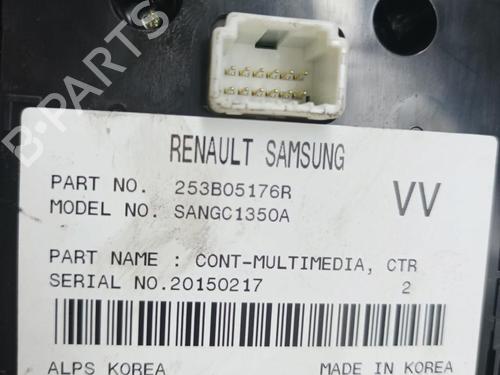 B-PARTS
RENAULT SAMSUNG
PART NO. 253B05176R
MODEL NO. SANGC1350A
VV
PART NAME : CONT-MULTIMEDIA, CTR
SERIAL NO.20150217 2
ALPS KOREA MADE IN KOREA